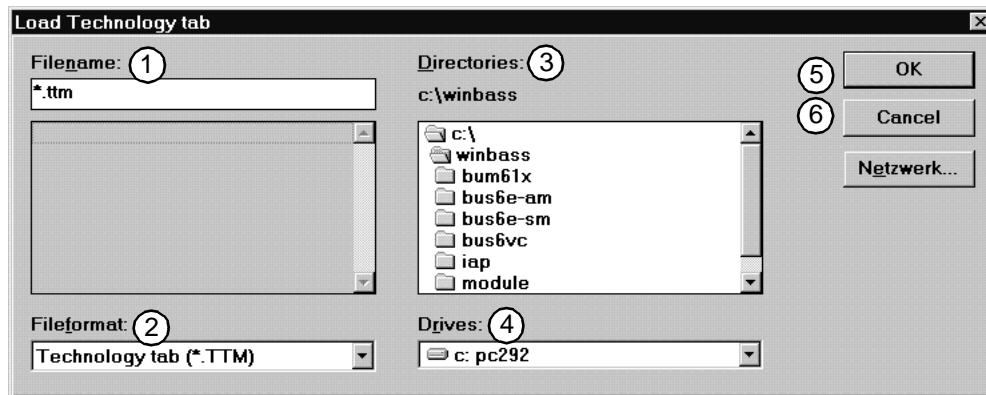 Load Technology tab
Filename: 1
*.ttm
Fileformat: 2
Technology tab (*.TTM)
Directories: 3
c:\winbass
c:\
winbass
bum61x
bus6e-am
bus6e-sm
bus6vc
iap
module
Drives: 4
c: pc292
5 OK
6 Cancel
Netzwerk...